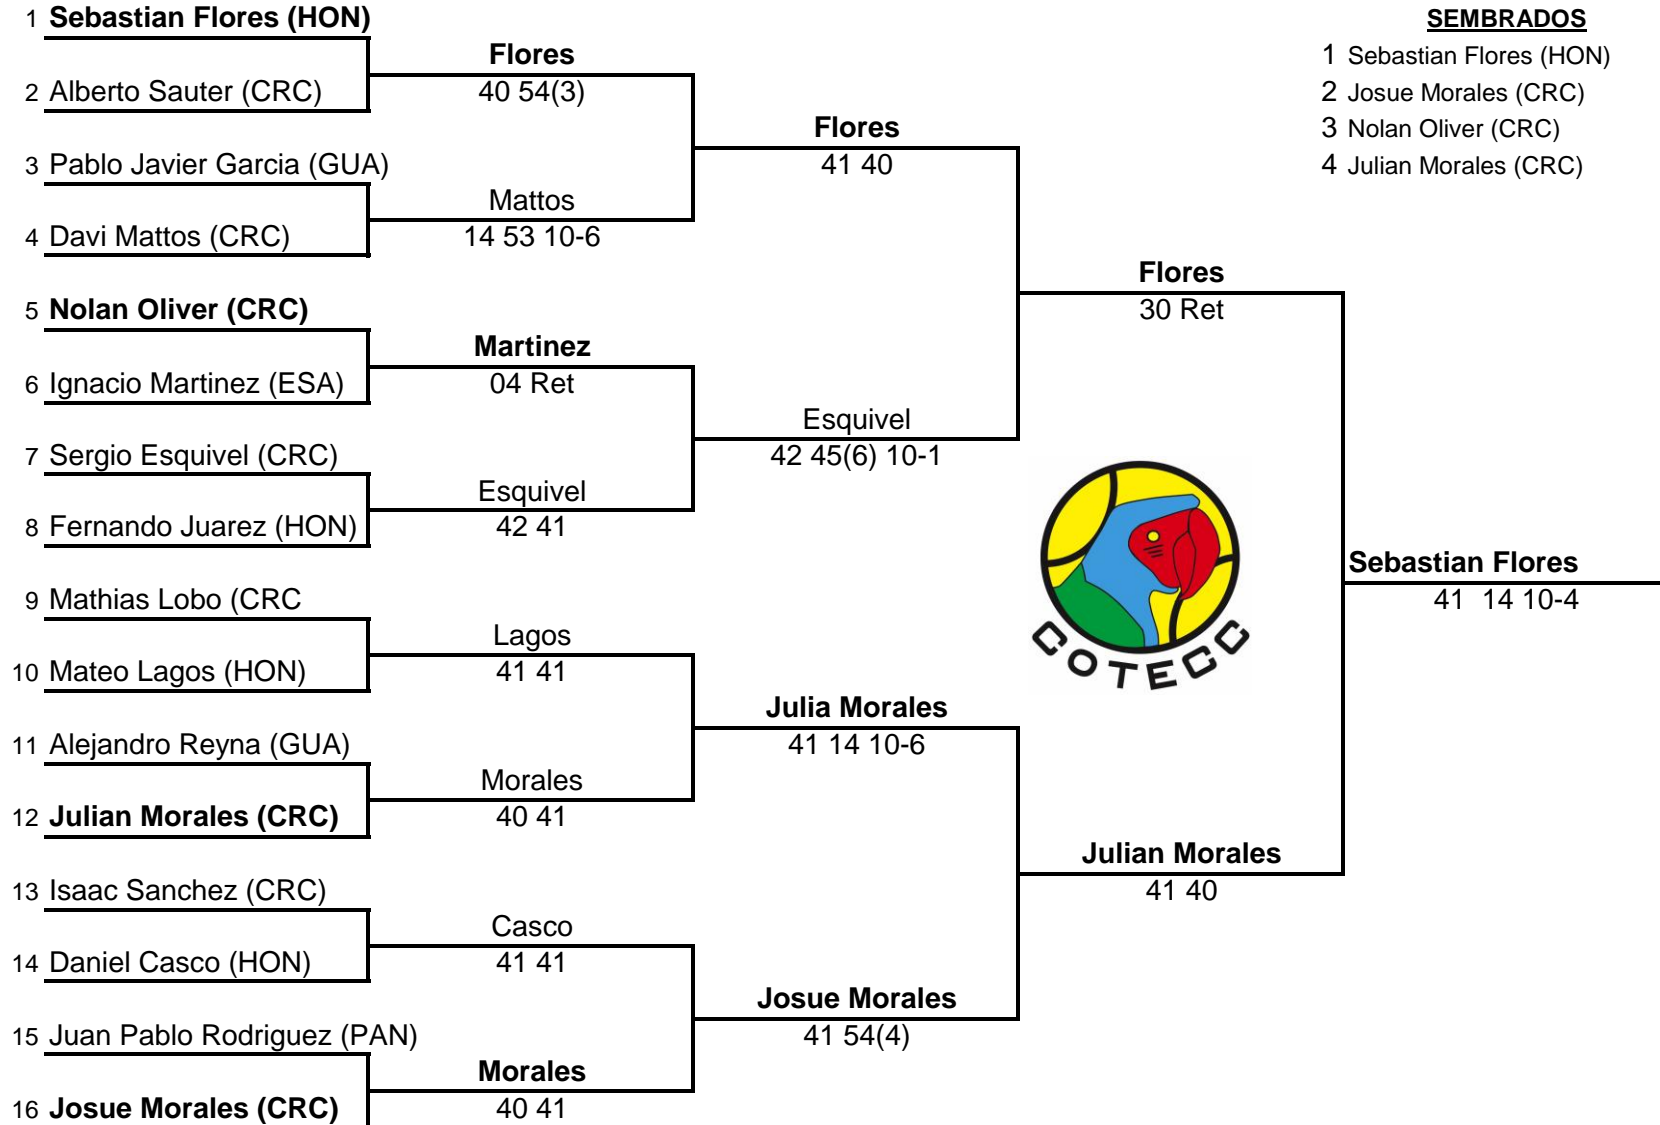 1 Sebastian Flores (HON)
2 Alberto Sauter (CRC)
3 Pablo Javier Garcia (GUA)
4 Davi Mattos (CRC)
5 Nolan Oliver (CRC)
6 Ignacio Martinez (ESA)
7 Sergio Esquivel (CRC)
8 Fernando Juarez (HON)
9 Mathias Lobo (CRC
10 Mateo Lagos (HON)
11 Alejandro Reyna (GUA)
12 Julian Morales (CRC)
13 Isaac Sanchez (CRC)
14 Daniel Casco (HON)
15 Juan Pablo Rodriguez (PAN)
16 Josue Morales (CRC)
Flores
40 54(3)
Mattos
14 53 10-6
Martinez
04 Ret
Esquivel
42 41
Lagos
41 41
Morales
40 41
Casco
41 41
Morales
40 41
Flores
41 40
Esquivel
42 45(6) 10-1
Julia Morales
41 14 10-6
Josue Morales
41 54(4)
Flores
30 Ret
Julian Morales
41 40
Sebastian Flores
41 14 10-4
SEMBRADOS
1 Sebastian Flores (HON)
2 Josue Morales (CRC)
3 Nolan Oliver (CRC)
4 Julian Morales (CRC)
COTECC